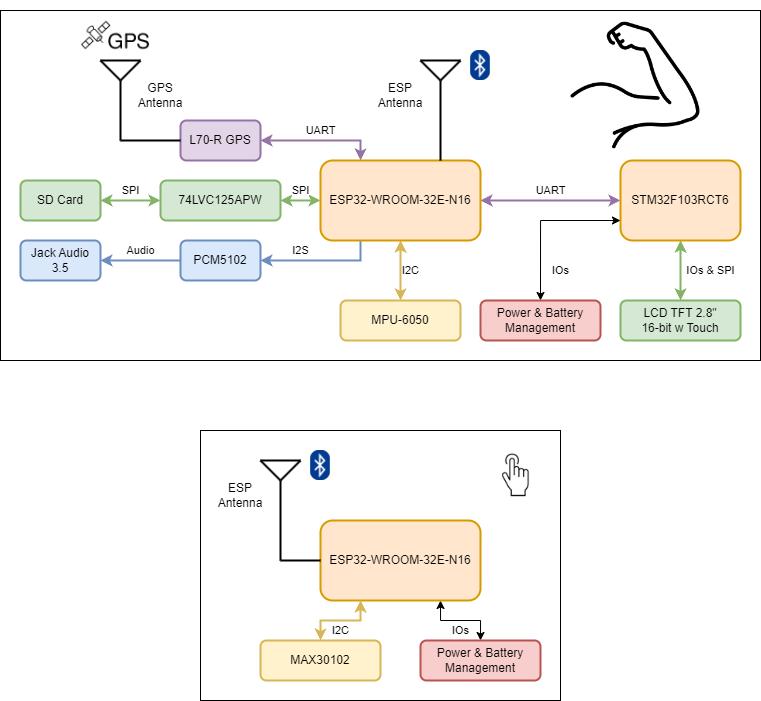 GPS
GPS
Antenna
ESP
Antenna
L70-R GPS
UART
SD Card
SPI
74LVC125APW
SPI
ESP32-WROOM-32E-N16
UART
STM32F103RCT6
Jack Audio
3.5
Audio
PCM5102
I2S
I2C
IOs
IOs & SPI
MPU-6050
Power & Battery
Management
LCD TFT 2.8"
16-bit w Touch
ESP
Antenna
ESP32-WROOM-32E-N16
I2C
IOs
MAX30102
Power & Battery
Management